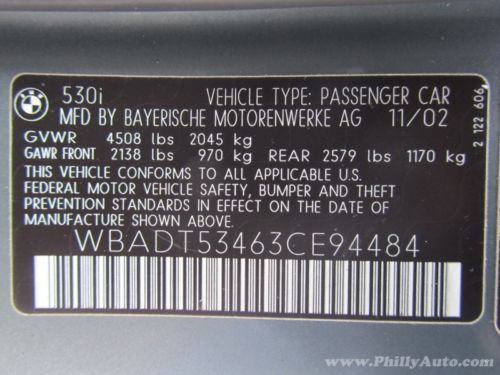 BMW
530i VEHICLE TYPE: PASSENGER CAR
MFD BY BAYERISCHE MOTORENWERKE AG 11/02
GVWR 4508 lbs 2045 kg
GAWR FRONT 2138 lbs 970 kg REAR 2579 lbs 1170 kg
THIS VEHICLE CONFORMS TO ALL APPLICABLE
FEDERAL MOTOR VEHICLE SAFETY, BUMPER AND THEFT
PREVENTION STANDARDS IN EFFECT ON THE DATE OF
MANUFACTURE SHOWN ABOVE.
WBADT53463CE94484
2 122 606
www.PhillyAuto.com